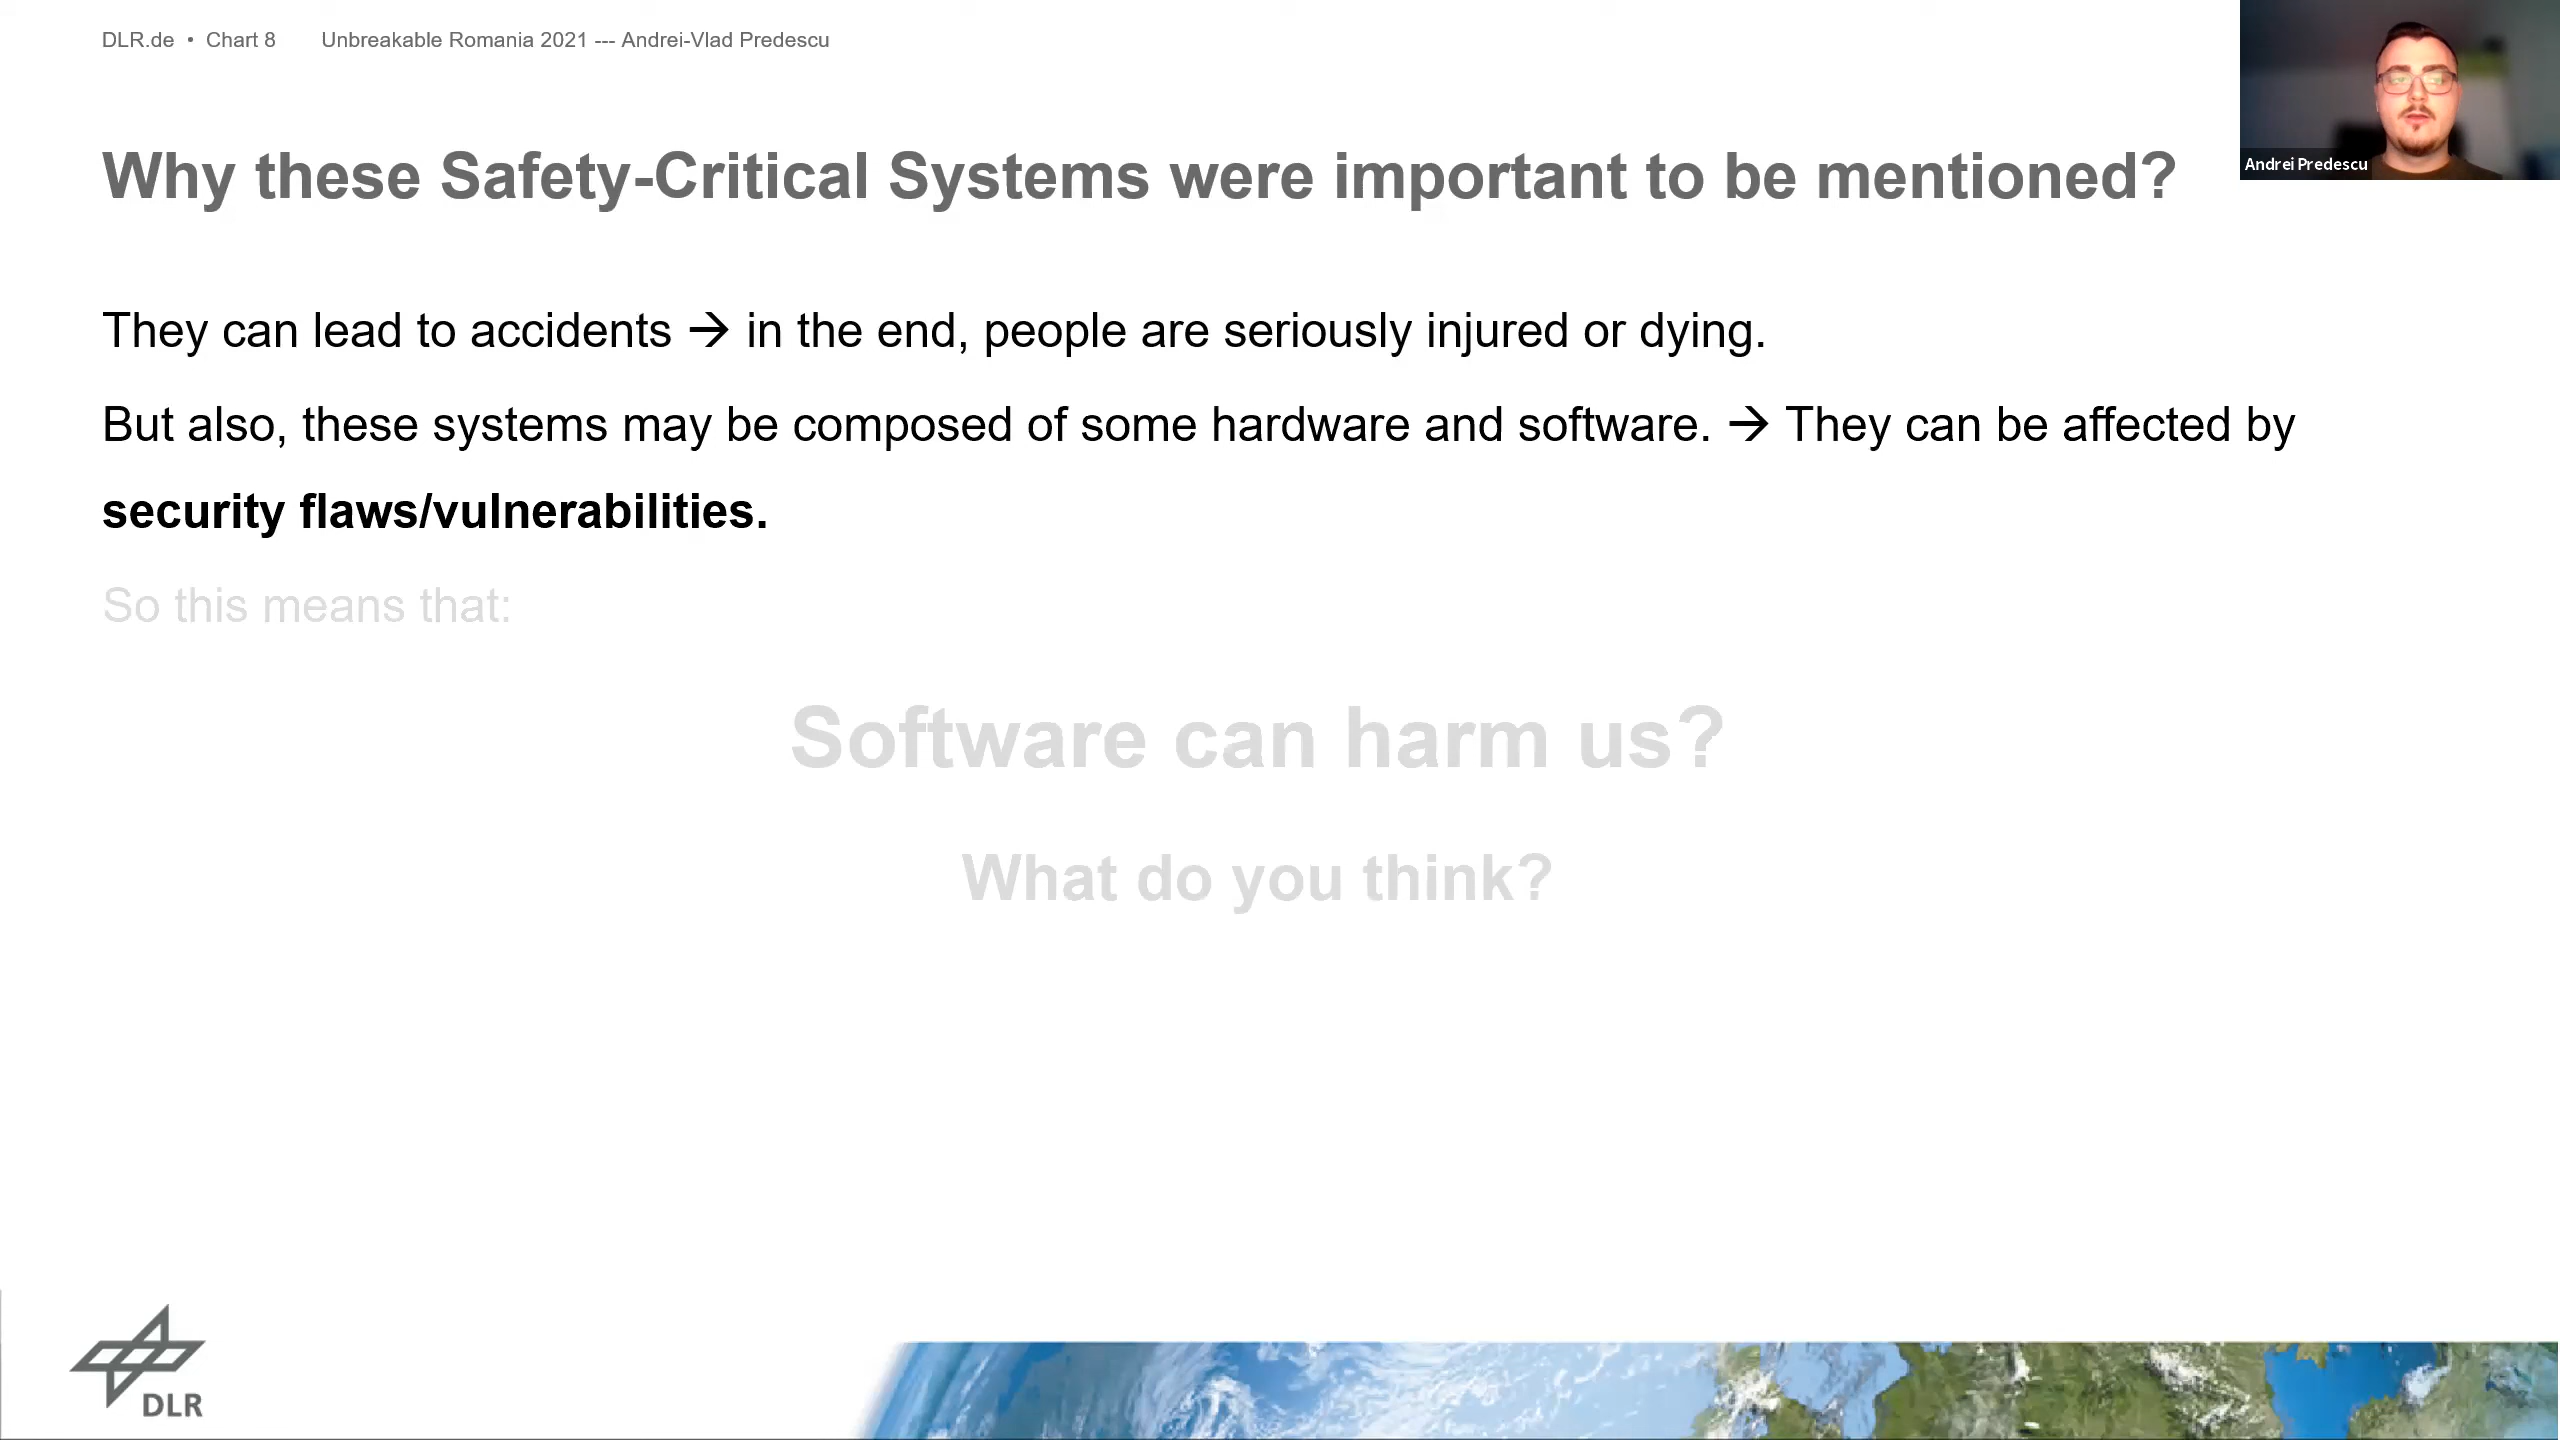 DLR.de • Chart 8 Unbreakable Romania 2021 --- Andrei-Vlad Predescu
Andrei Predescu
Why these Safety-Critical Systems were important to be mentioned?
They can lead to accidents → in the end, people are seriously injured or dying.
But also, these systems may be composed of some hardware and software. → They can be affected by
security flaws/vulnerabilities.
So this means that:
Software can harm us?
What do you think?
DLR